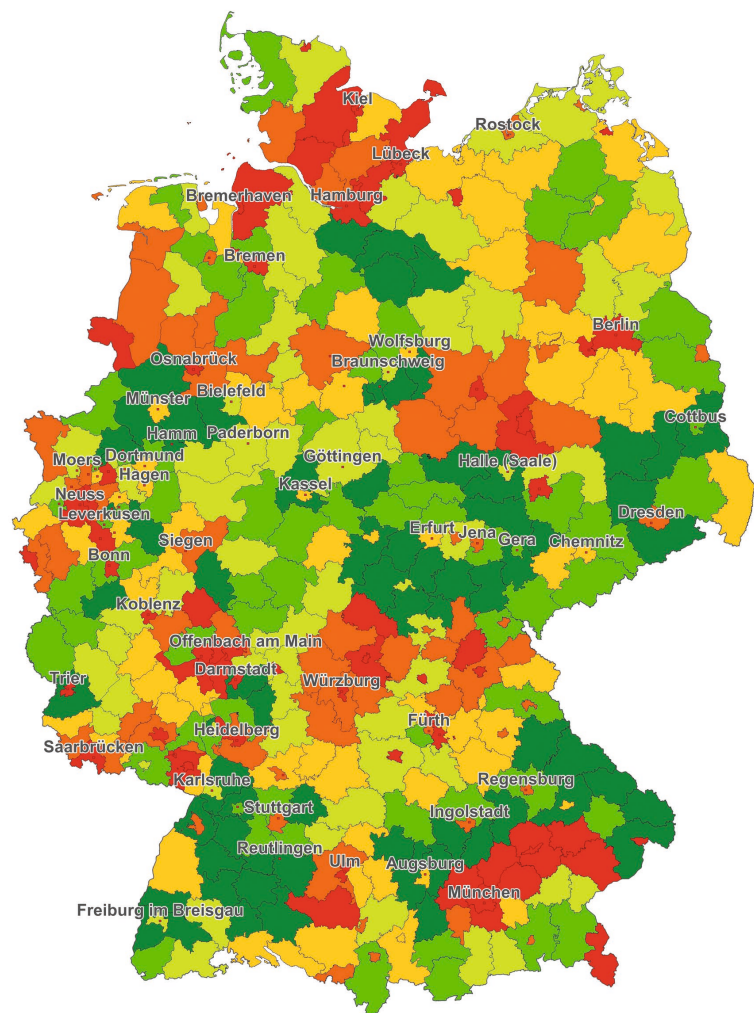 Kiel
Rostock
Lübeck
Bremerhaven
Hamburg
Bremen
Berlin
Wolfsburg
Osnabrück
Braunschweig
Bielefeld
Münster
Cottbus
Hamm
Paderborn
Moers
Dortmund
Göttingen
Halle (Saale)
Hagen
Kassel
Neuss
Leverkusen
Dresden
Erfurt
Jena
Gera
Chemnitz
Siegen
Bonn
Koblenz
Offenbach am Main
Darmstadt
Trier
Würzburg
Fürth
Heidelberg
Saarbrücken
Karlsruhe
Regensburg
Stuttgart
Ingolstadt
Reutlingen
Ulm
Augsburg
München
Freiburg im Breisgau